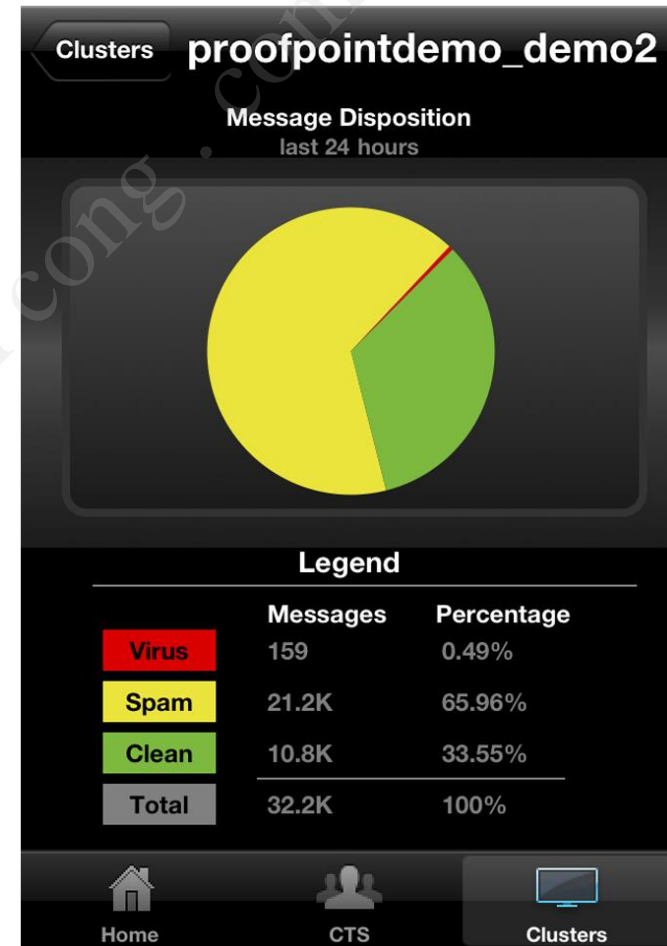 Clusters proofpointdemo_demo2
Message Disposition
last 24 hours
Legend
Messages Percentage
Virus 159 0.49%
Spam 21.2K 65.96%
Clean 10.8K 33.55%
Total 32.2K 100%
Home CTS Clusters